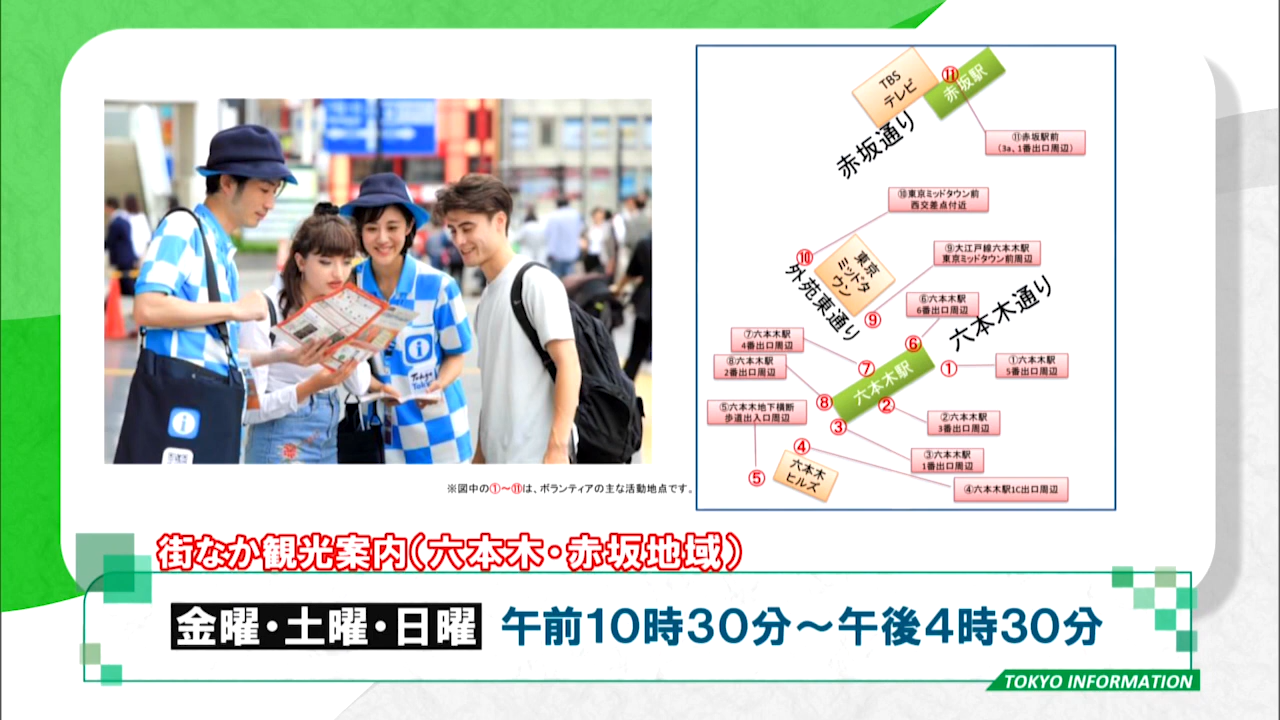 TBS
テレビ
赤坂駅
⑪
赤坂通り
⑪赤坂駅前
(3a、1番出口周辺)
⑩東京ミッドタウン前
西交差点付近
⑩
東京
ミッドタ
ウン
外苑東通り
⑨大江戸線六本木駅
東京ミッドタウン前周辺
⑨
⑥六本木駅
6番出口周辺
六本木通り
⑥
⑦六本木駅
4番出口周辺
⑦
⑧六本木駅
2番出口周辺
⑧
六本木駅
①
①六本木駅
5番出口周辺
②
②六本木駅
3番出口周辺
⑤六本木地下横断
歩道出入口周辺
③
③六本木駅
1番出口周辺
④
④六本木駅1C出口周辺
⑤
六本木
ヒルズ
i
i
Tokyo
※図中の①～⑪は、ボランティアの主な活動地点です。
街なか観光案内(六本木・赤坂地域)
金曜・土曜・日曜 午前10時30分～午後4時30分
TOKYO INFORMATION